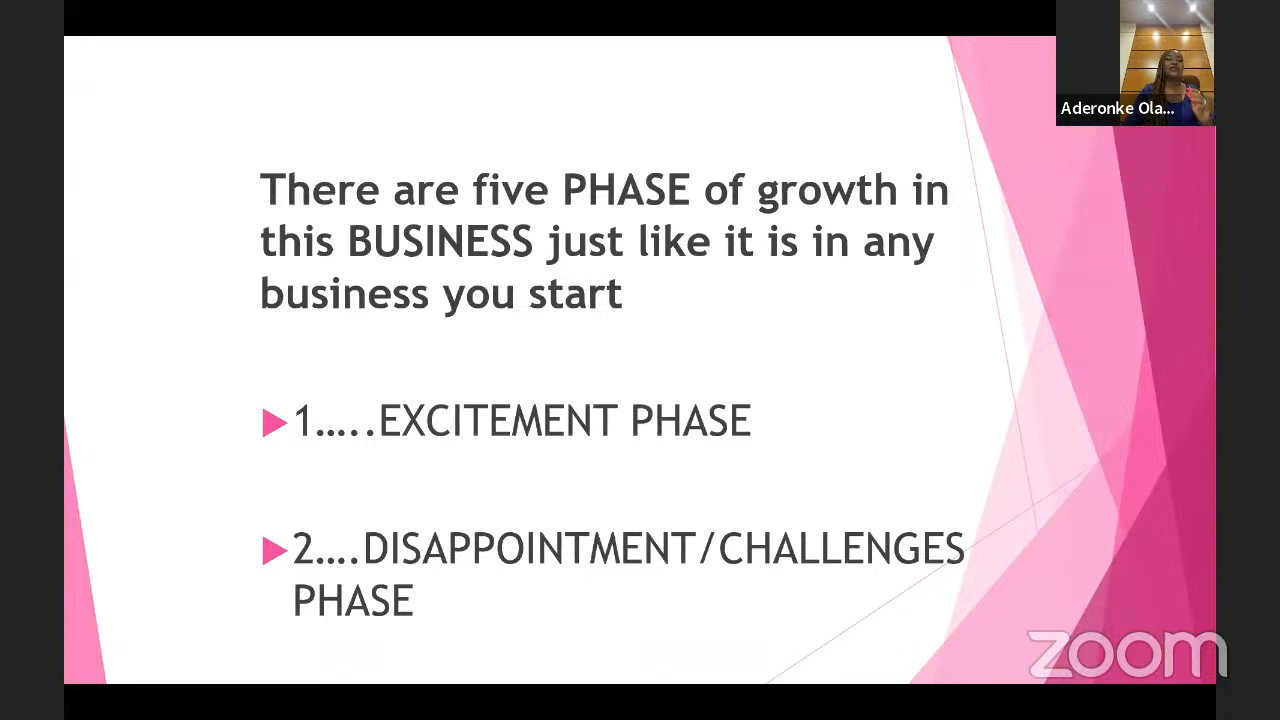 Aderonke Ola...
There are five PHASE of growth in
this BUSINESS just like it is in any
business you start
1.....EXCITEMENT PHASE
2....DISAPPOINTMENT/CHALLENGES
PHASE
zoom